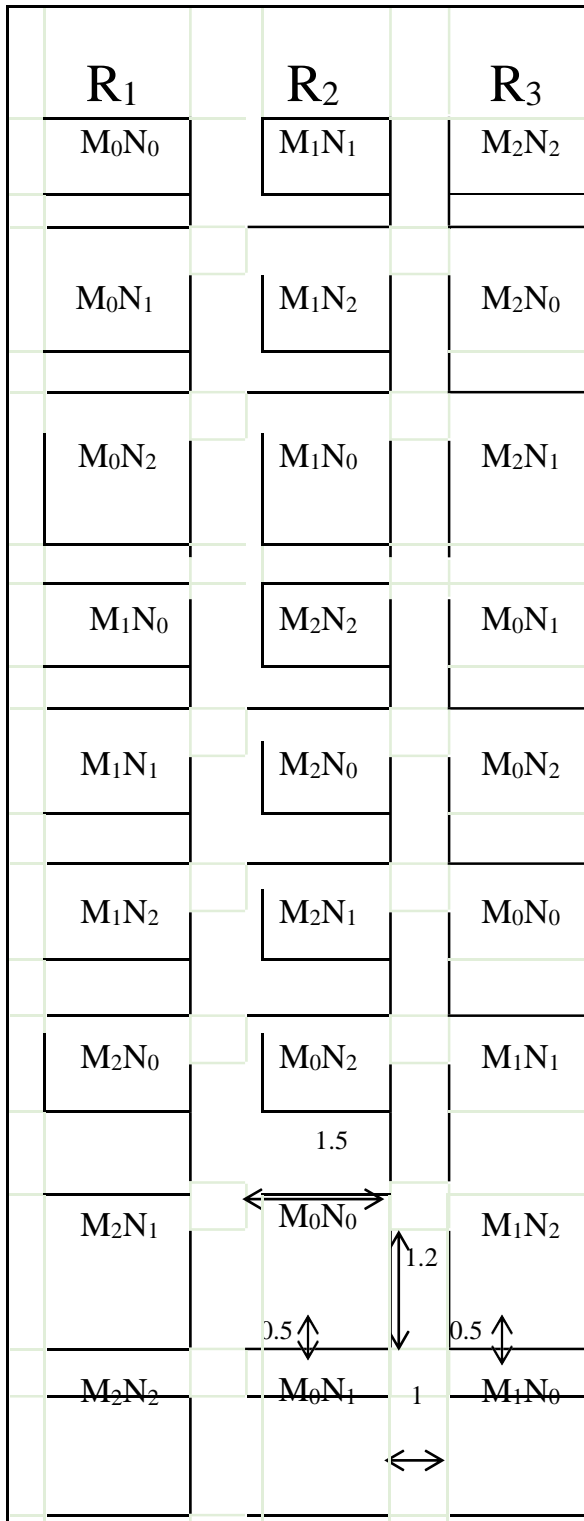 R₁ R₂ R₃
M₀N₀ M₁N₁ M₂N₂
M₀N₁ M₁N₂ M₂N₀
M₀N₂ M₁N₀ M₂N₁
M₁N₀ M₂N₂ M₀N₁
M₁N₁ M₂N₀ M₀N₂
M₁N₂ M₂N₁ M₀N₀
M₂N₀ M₀N₂ M₁N₁
1.5
M₂N₁ M₀N₀ M₁N₂
1.2
0.5 0.5
M₂N₂ M₀N₁ 1 M₁N₀